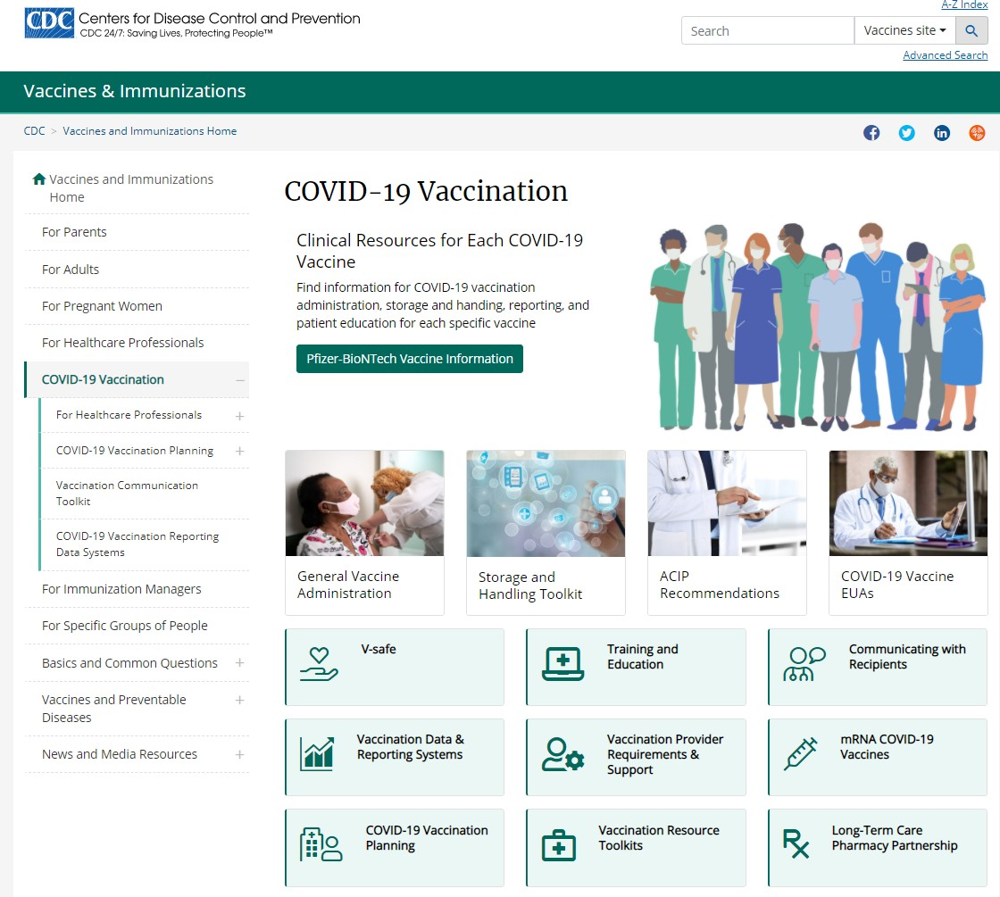 A-Z Index
CDC Centers for Disease Control and Prevention
CDC 24/7: Saving Lives, Protecting People™
Search
Vaccines site
Advanced Search
Vaccines & Immunizations
CDC > Vaccines and Immunizations Home
Vaccines and Immunizations
Home
For Parents
For Adults
For Pregnant Women
For Healthcare Professionals
COVID-19 Vaccination
For Healthcare Professionals
COVID-19 Vaccination Planning
Vaccination Communication
Toolkit
COVID-19 Vaccination Reporting
Data Systems
For Immunization Managers
For Specific Groups of People
Basics and Common Questions
Vaccines and Preventable
Diseases
News and Media Resources
COVID-19 Vaccination
Clinical Resources for Each COVID-19
Vaccine
Find information for COVID-19 vaccination
administration, storage and handing, reporting, and
patient education for each specific vaccine
Pfizer-BioNTech Vaccine Information
General Vaccine
Administration
Storage and
Handling Toolkit
ACIP
Recommendations
COVID-19 Vaccine
EUAs
V-safe
Training and
Education
Communicating with
Recipients
Vaccination Data &
Reporting Systems
Vaccination Provider
Requirements &
Support
mRNA COVID-19
Vaccines
COVID-19 Vaccination
Planning
Vaccination Resource
Toolkits
Long-Term Care
Pharmacy Partnership